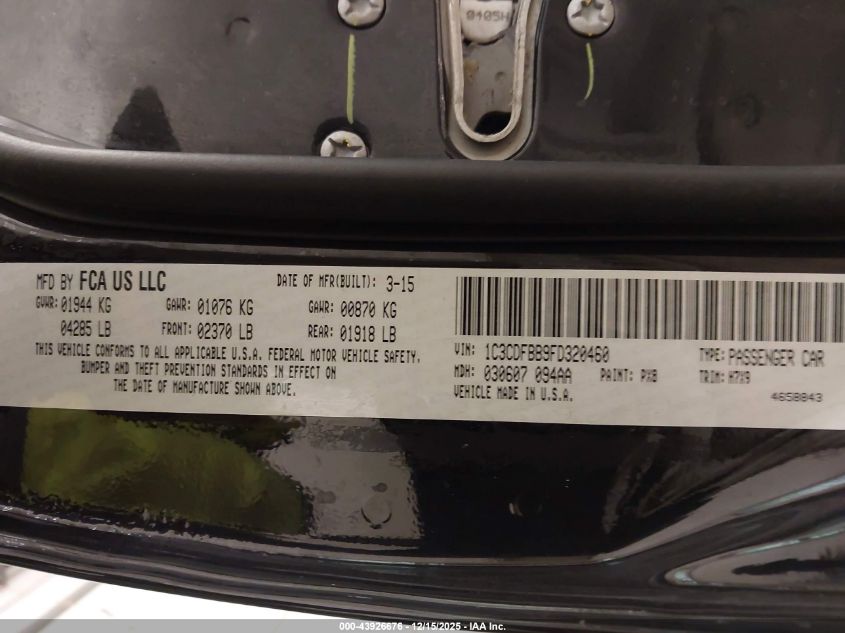 0405H
MFD BY FCA US LLC DATE OF MFR(BUILT): 3-15
GVWR: 01944 KG GAWR: 01076 KG GAWR: 00870 KG
04285 LB FRONT: 02370 LB REAR: 01918 LB
THIS VEHICLE CONFORMS TO ALL APPLICABLE U.S.A. FEDERAL MOTOR VEHICLE SAFETY,
BUMPER AND THEFT PREVENTION STANDARDS IN EFFECT ON
THE DATE OF MANUFACTURE SHOWN ABOVE.
VIN: 1C3CDFBB9FD320460 TYPE: PASSENGER CAR
MDH: 030607 094AA PAINT: PX8 TRIM: H7X9
VEHICLE MADE IN U.S.A. 4658843
000-43926676 - 12/15/2025 - IAA Inc.